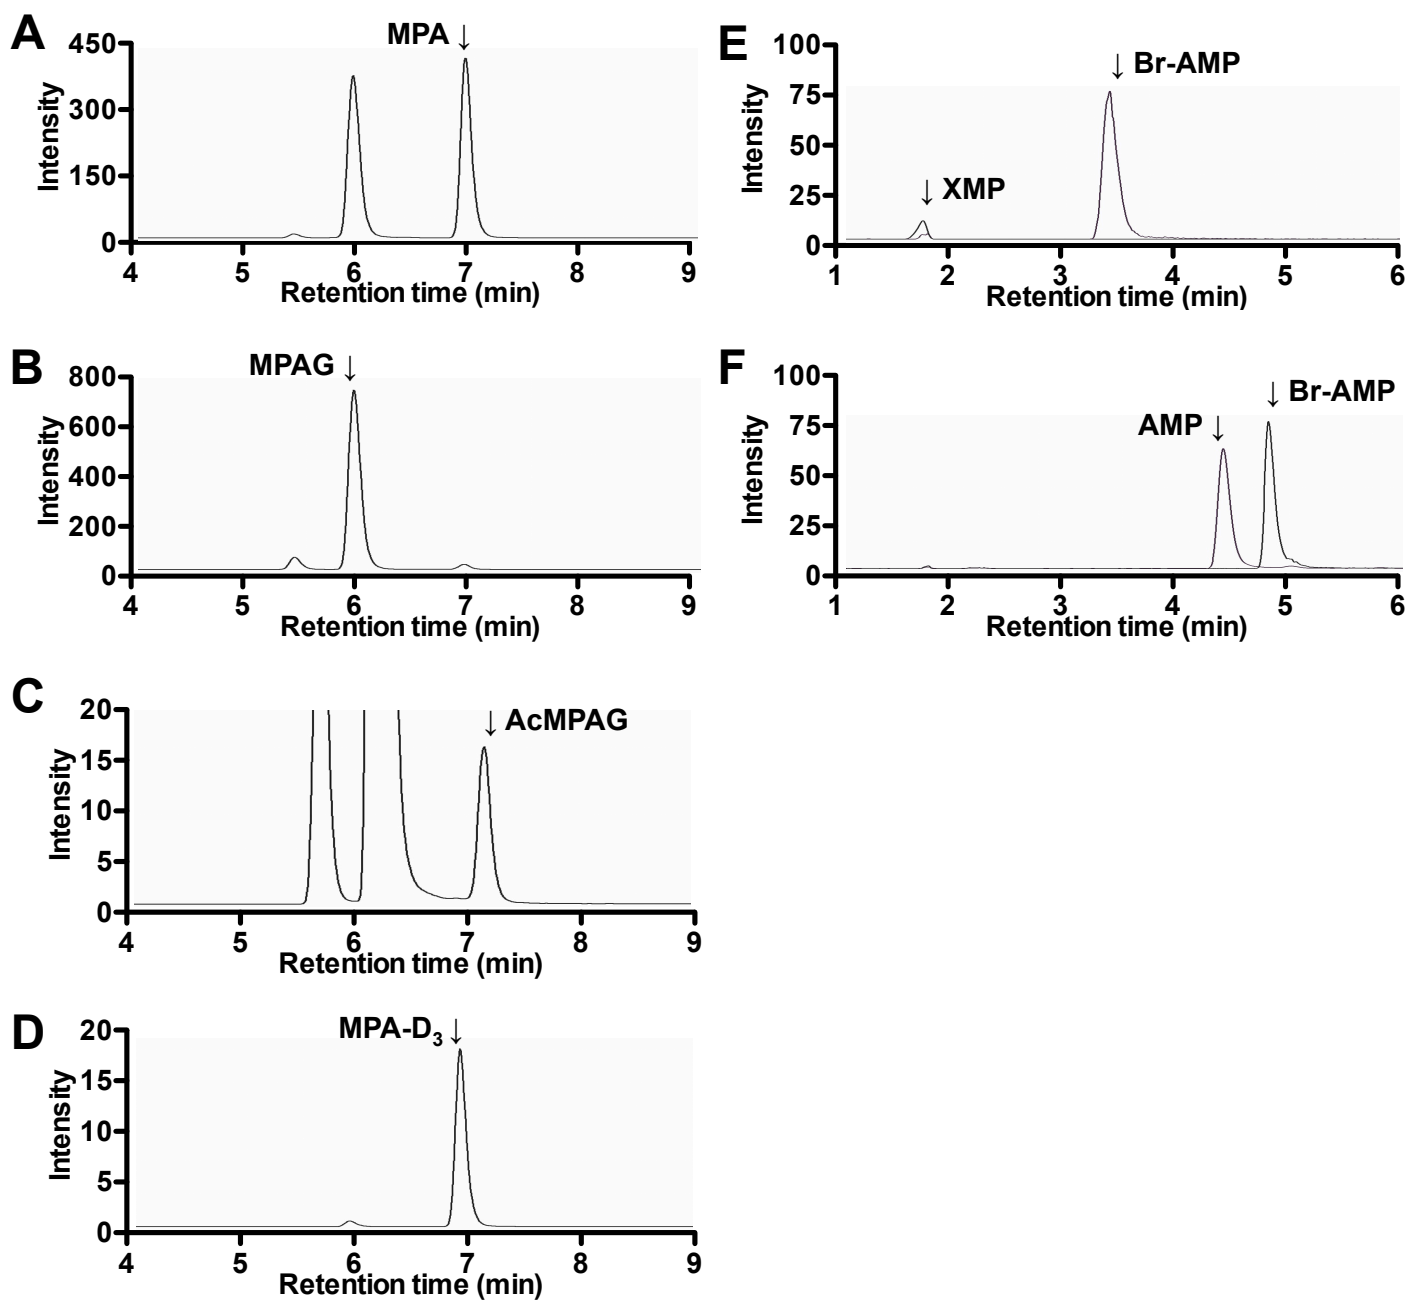 A
MPA ↓
Intensity
450
300
150
0
4 5 6 7 8 9
Retention time (min)
B
MPAG ↓
Intensity
800
600
400
200
0
4 5 6 7 8 9
Retention time (min)
C
↓ AcMPAG
Intensity
20
15
10
5
0
4 5 6 7 8 9
Retention time (min)
D
MPA-D₃ ↓
Intensity
20
15
10
5
0
4 5 6 7 8 9
Retention time (min)
E
↓ Br-AMP
↓ XMP
Intensity
100
75
50
25
0
1 2 3 4 5 6
Retention time (min)
F
↓ Br-AMP
AMP ↓
Intensity
100
75
50
25
0
1 2 3 4 5 6
Retention time (min)